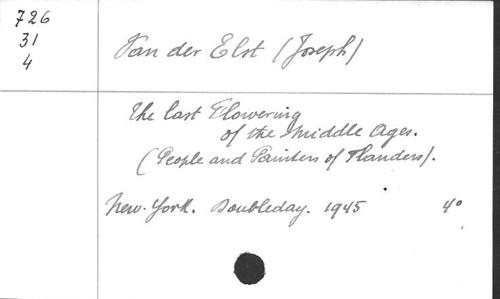 726
31
4
Van der Elst (Joseph)
The last Flowering
of the Middle Ages.
(People and Painters of Flanders).
New-York. Doubleday. 1945 4°